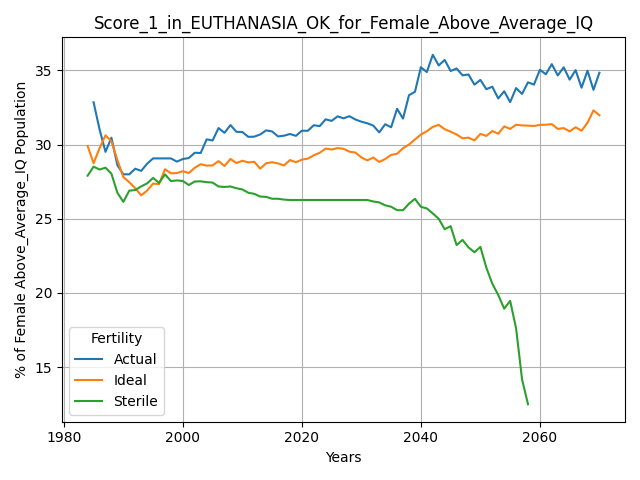 Score_1_in_EUTHANASIA_OK_for_Female_Above_Average_IQ
% of Female Above_Average_IQ Population
35
30
25
20
15
Fertility
Actual
Ideal
Sterile
1980 2000 2020 2040 2060
Years